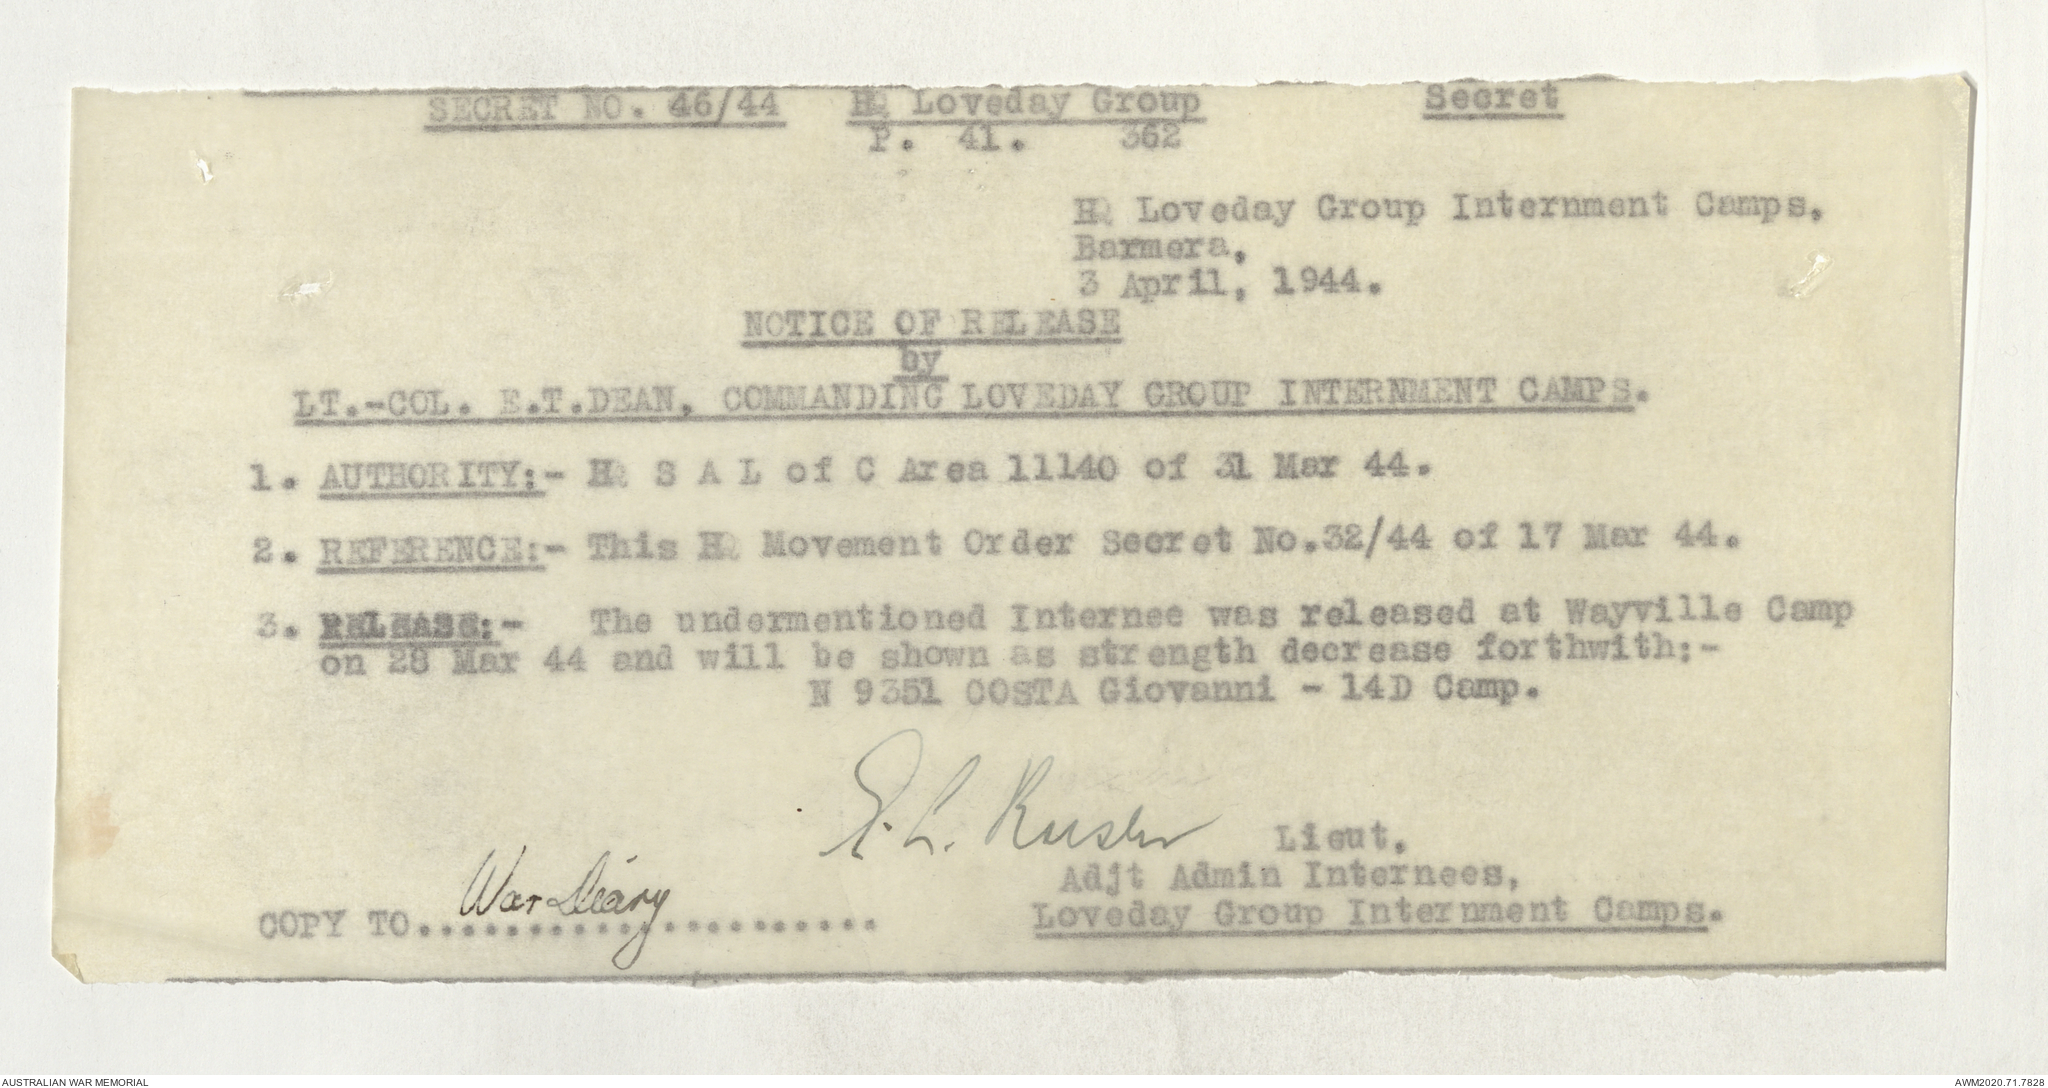 SECRET NO. 46/44 HQ Loveday Group Secret
P. 41. 362
HQ Loveday Group Internment Camps.
Barmera,
3 April, 1944.
NOTICE OF RELEASE
by
LT.-COL. E.T.DEAN, COMMANDING LOVEDAY GROUP INTERNMENT CAMPS.
1. AUTHORITY:- HQ S A L of C Area 11140 of 31 Mar 44.
2. REFERENCE:- This HQ Movement Order Secret No.32/44 of 17 Mar 44.
3. RELEASE:- The undermentioned Internee was released at Wayville Camp
on 28 Mar 44 and will be shown as strength decrease forthwith:-
N 9351 COSTA Giovanni - 14D Camp.
E. L. Lieut.
Adjt Admin Internees,
COPY TO....War Diary.... Loveday Group Internment Camps.
AUSTRALIAN WAR MEMORIAL AWM2020.71.7828